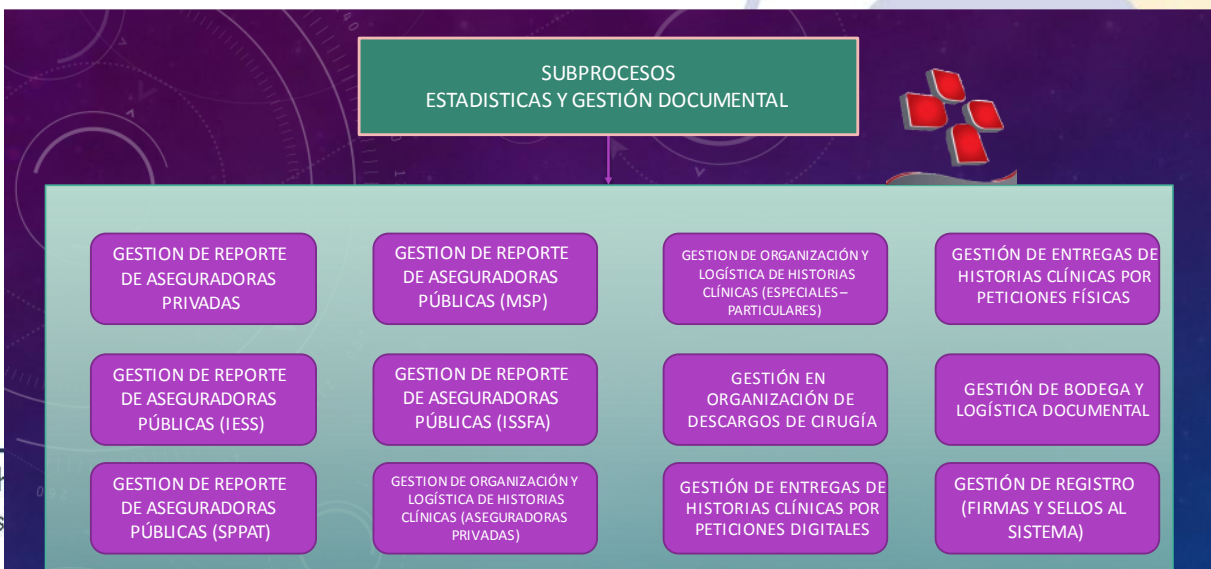 SUBPROCESOS
ESTADISTICAS Y GESTIÓN DOCUMENTAL
GESTION DE REPORTE
DE ASEGURADORAS
PRIVADAS
GESTION DE REPORTE
DE ASEGURADORAS
PÚBLICAS (MSP)
GESTION DE ORGANIZACIÓN Y
LOGÍSTICA DE HISTORIAS
CLÍNICAS (ESPECIALES –
PARTICULARES)
GESTIÓN DE ENTREGAS DE
HISTORIAS CLÍNICAS POR
PETICIONES FÍSICAS
GESTION DE REPORTE
DE ASEGURADORAS
PÚBLICAS (IESS)
GESTION DE REPORTE
DE ASEGURADORAS
PÚBLICAS (ISSFA)
GESTIÓN EN
ORGANIZACIÓN DE
DESCARGOS DE CIRUGÍA
GESTIÓN DE BODEGA Y
LOGÍSTICA DOCUMENTAL
GESTION DE REPORTE
DE ASEGURADORAS
PÚBLICAS (SPPAT)
GESTION DE ORGANIZACIÓN Y
LOGÍSTICA DE HISTORIAS
CLÍNICAS (ASEGURADORAS
PRIVADAS)
GESTIÓN DE ENTREGAS DE
HISTORIAS CLÍNICAS POR
PETICIONES DIGITALES
GESTIÓN DE REGISTRO
(FIRMAS Y SELLOS AL
SISTEMA)